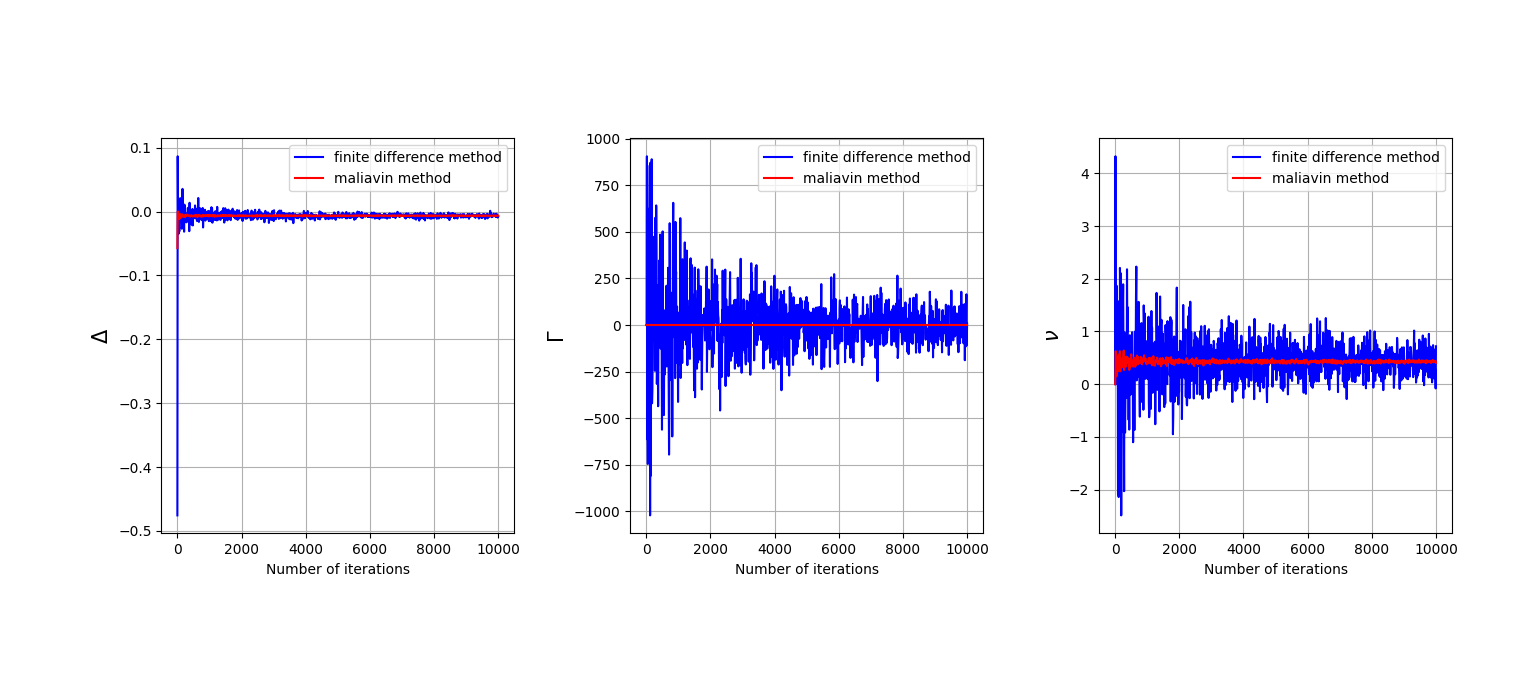 0.1
0.0
−0.1
−0.2
−0.3
−0.4
−0.5
Δ
finite difference method
maliavin method
0 2000 4000 6000 8000 10000
Number of iterations
1000
750
500
250
0
−250
−500
−750
−1000
Γ
finite difference method
maliavin method
0 2000 4000 6000 8000 10000
Number of iterations
4
3
2
1
0
−1
−2
ν
finite difference method
maliavin method
0 2000 4000 6000 8000 10000
Number of iterations